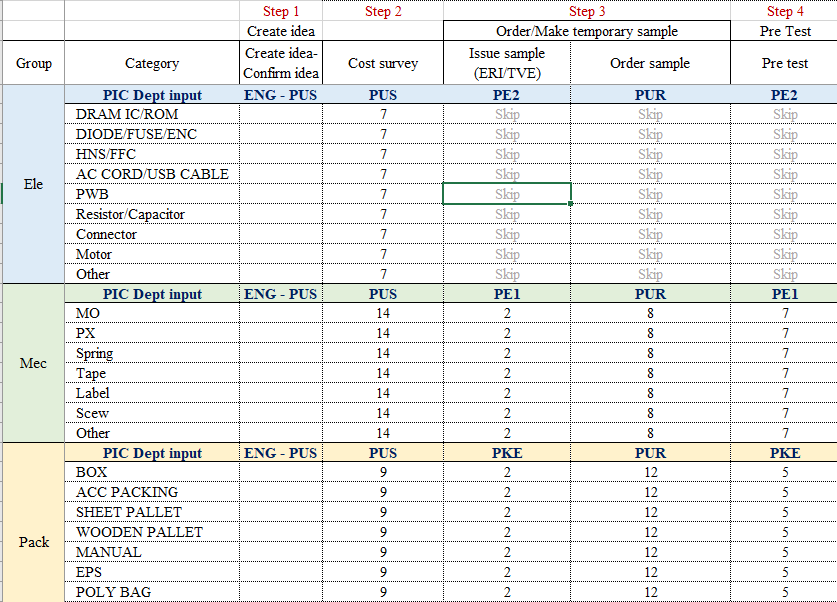 Step 1 Step 2 Step 3 Step 4
Create idea Order/Make temporary sample Pre Test
Group Category Create idea- Confirm idea Cost survey Issue sample (ERI/TVE) Order sample Pre test
PIC Dept input ENG - PUS PUS PE2 PUR PE2
Ele
DRAM IC/ROM 7 Skip Skip Skip
DIODE/FUSE/ENC 7 Skip Skip Skip
HNS/FFC 7 Skip Skip Skip
AC CORD/USB CABLE 7 Skip Skip Skip
PWB 7 Skip Skip Skip
Resistor/Capacitor 7 Skip Skip Skip
Connector 7 Skip Skip Skip
Motor 7 Skip Skip Skip
Other 7 Skip Skip Skip
PIC Dept input ENG - PUS PUS PE1 PUR PE1
Mec
MO 14 2 8 7
PX 14 2 8 7
Spring 14 2 8 7
Tape 14 2 8 7
Label 14 2 8 7
Scew 14 2 8 7
Other 14 2 8 7
PIC Dept input ENG - PUS PUS PKE PUR PKE
Pack
BOX 9 2 12 5
ACC PACKING 9 2 12 5
SHEET PALLET 9 2 12 5
WOODEN PALLET 9 2 12 5
MANUAL 9 2 12 5
EPS 9 2 12 5
POLY BAG 9 2 12 5